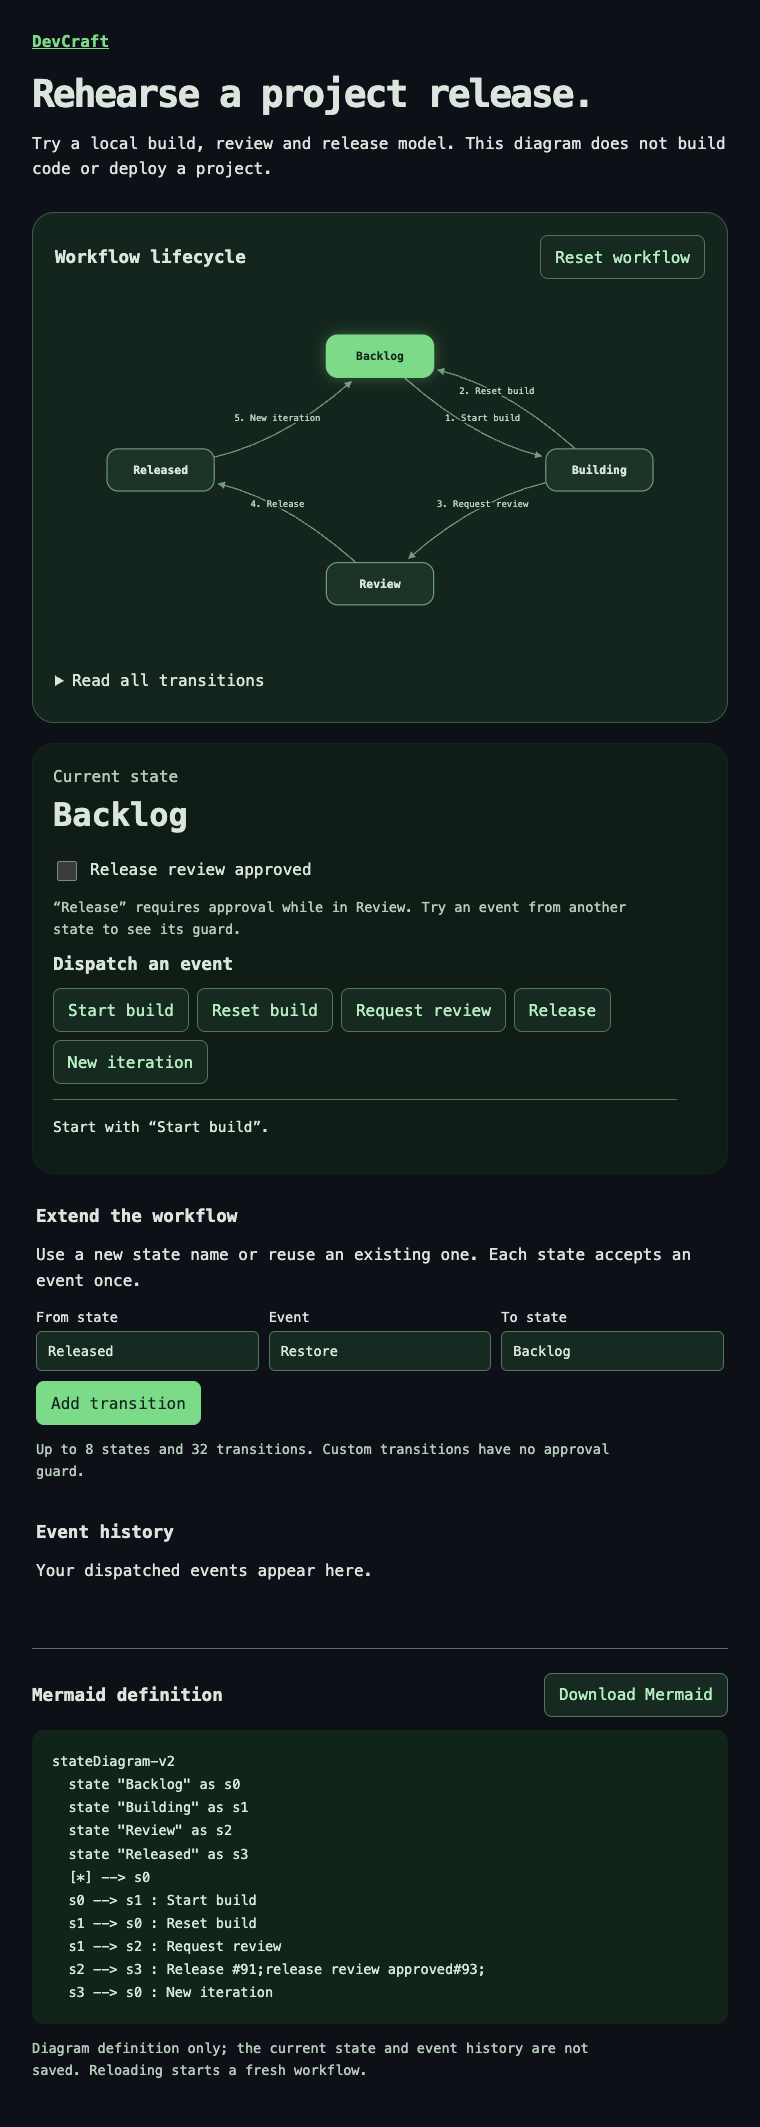 DevCraft
Rehearse a project release.
Try a local build, review and release model. This diagram does not build
code or deploy a project.
Workflow lifecycle
Reset workflow
Backlog
2. Reset build
5. New iteration
1. Start build
Released
Building
4. Release
3. Request review
Review
▶ Read all transitions
Current state
Backlog
Release review approved
“Release” requires approval while in Review. Try an event from another
state to see its guard.
Dispatch an event
Start build
Reset build
Request review
Release
New iteration
Start with “Start build”.
Extend the workflow
Use a new state name or reuse an existing one. Each state accepts an
event once.
From state
Event
To state
Released
Restore
Backlog
Add transition
Up to 8 states and 32 transitions. Custom transitions have no approval
guard.
Event history
Your dispatched events appear here.
Mermaid definition
Download Mermaid
stateDiagram-v2
  state "Backlog" as s0
  state "Building" as s1
  state "Review" as s2
  state "Released" as s3
  [*] --> s0
  s0 --> s1 : Start build
  s1 --> s0 : Reset build
  s1 --> s2 : Request review
  s2 --> s3 : Release #91;release review approved#93;
  s3 --> s0 : New iteration
Diagram definition only; the current state and event history are not
saved. Reloading starts a fresh workflow.